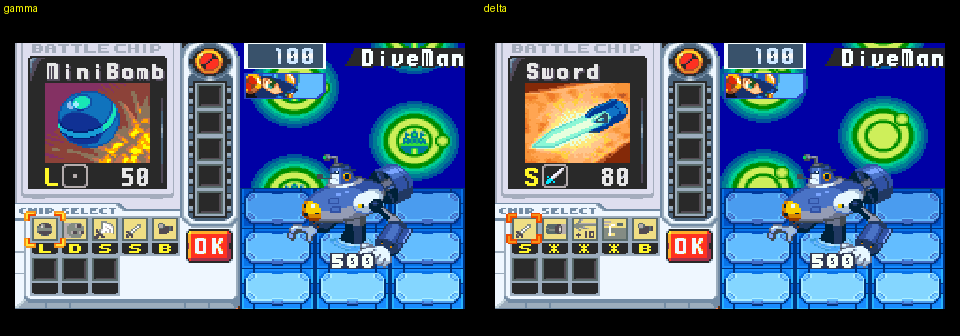 gamma
delta
BATTLE CHIP
MiniBomb
L 50
CHIP SELECT
L D S S B
OK
100
DiveMan
500
BATTLE CHIP
Sword
S 80
CHIP SELECT
S * * * B
+10
OK
100
DiveMan
500